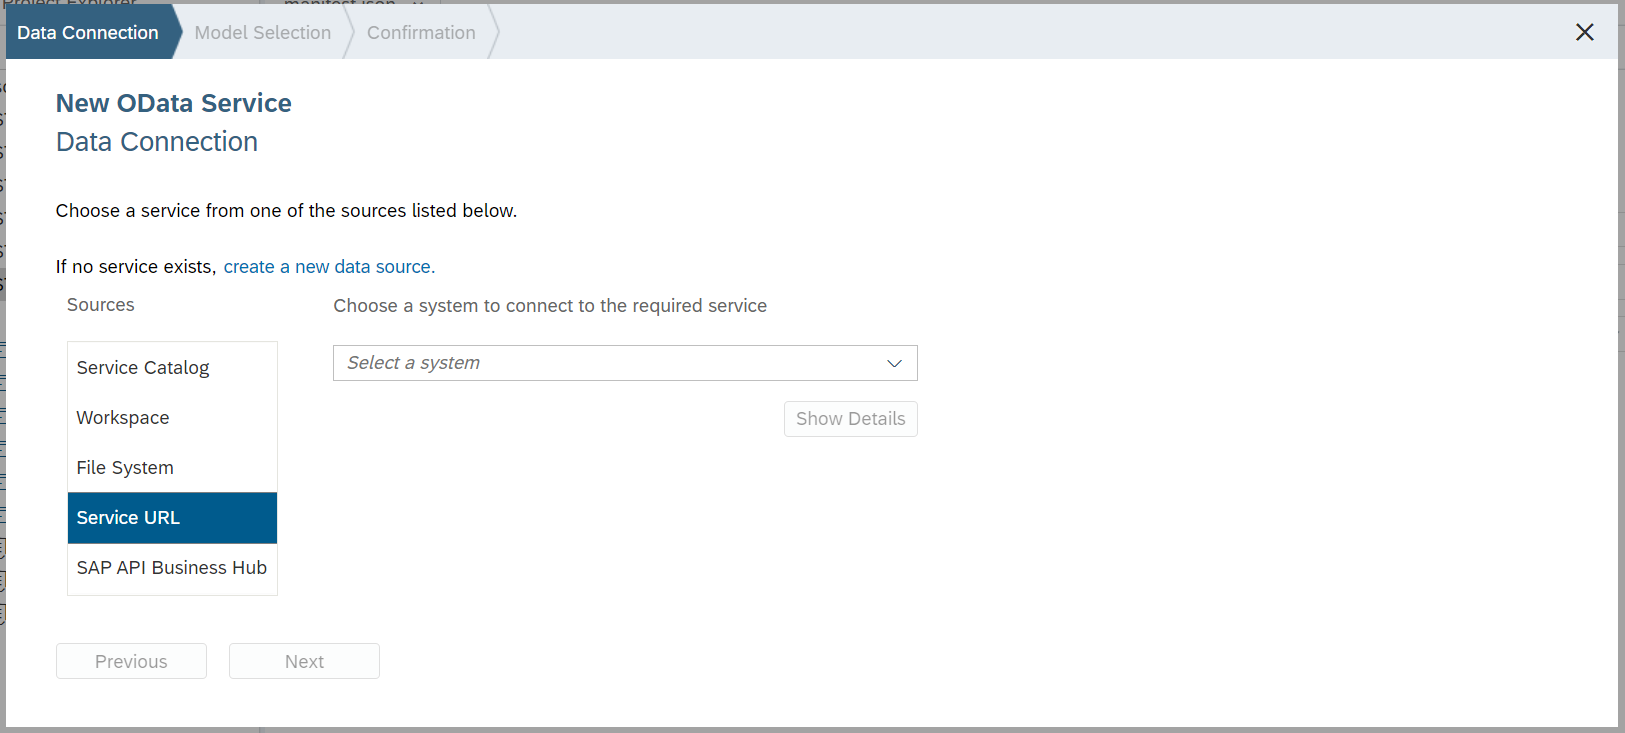 Data Connection
Model Selection
Confirmation
New OData Service
Data Connection
Choose a service from one of the sources listed below.
If no service exists, create a new data source.
Sources
Choose a system to connect to the required service
Service Catalog
Select a system
Workspace
Show Details
File System
Service URL
SAP API Business Hub
Previous
Next